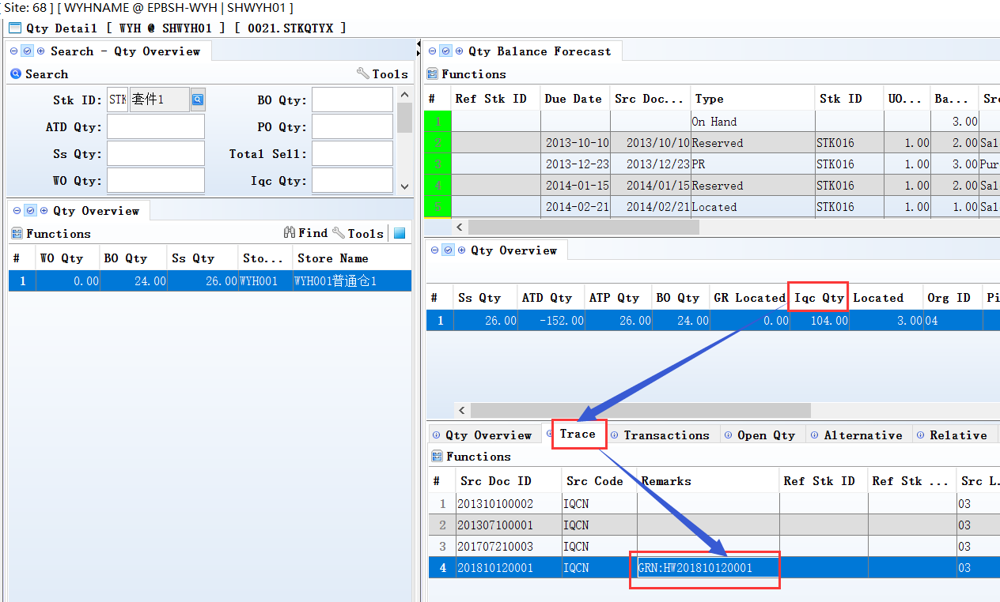 Site: 68 ] [ WYHNAME @ EPBSH-WYH | SHWYH01 ]
Qty Detail [ WYH @ SHWYH01 ] [ 0021.STKQTYX ]
Search - Qty Overview
Search Tools
Stk ID: STK 套件1 BO Qty:
ATD Qty: PO Qty:
Ss Qty: Total Sell:
WO Qty: Iqc Qty:
Qty Overview
Functions Find Tools
# WO Qty BO Qty Ss Qty Sto... Store Name
1 0.00 24.00 26.00 WYH001 WYH001普通仓1
Qty Balance Forecast
Functions
# Ref Stk ID Due Date Src Doc... Type Stk ID UO... Ba... Src
1 On Hand 3.00
2 2013-10-10 2013/10/10 Reserved STK016 1.00 2.00 Sal
3 2013-12-23 2013/12/23 PR STK016 1.00 3.00 Pur
4 2014-01-15 2014/01/15 Reserved STK016 1.00 2.00 Sal
5 2014-02-21 2014/02/21 Located STK016 1.00 1.00 Sal
Qty Overview
# Ss Qty ATD Qty ATP Qty BO Qty GR Located Iqc Qty Located Org ID Pi
1 26.00 -152.00 26.00 24.00 0.00 104.00 3.00 04
Qty Overview Trace Transactions Open Qty Alternative Relative
Functions
# Src Doc ID Src Code Remarks Ref Stk ID Ref Stk ... Src L.
1 201310100002 IQCN 03
2 201307100001 IQCN 03
3 201707210003 IQCN 03
4 201810120001 IQCN GRN:HW201810120001 03